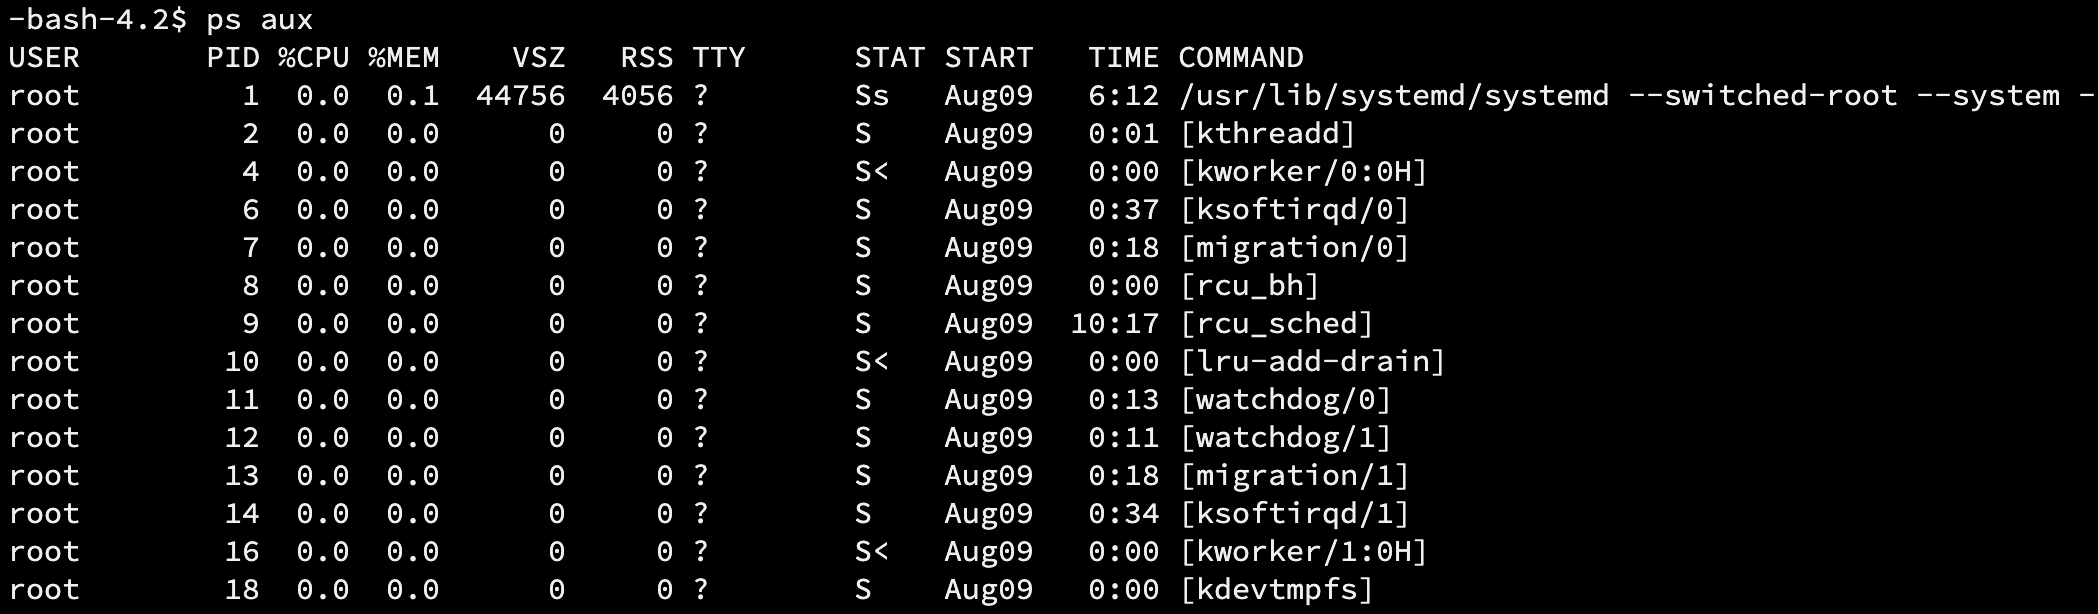 -bash-4.2$ ps aux
USER       PID %CPU %MEM    VSZ   RSS TTY      STAT START   TIME COMMAND
root         1  0.0  0.1  44756  4056 ?        Ss   Aug09   6:12 /usr/lib/systemd/systemd --switched-root --system -
root         2  0.0  0.0      0     0 ?        S    Aug09   0:01 [kthreadd]
root         4  0.0  0.0      0     0 ?        S<   Aug09   0:00 [kworker/0:0H]
root         6  0.0  0.0      0     0 ?        S    Aug09   0:37 [ksoftirqd/0]
root         7  0.0  0.0      0     0 ?        S    Aug09   0:18 [migration/0]
root         8  0.0  0.0      0     0 ?        S    Aug09   0:00 [rcu_bh]
root         9  0.0  0.0      0     0 ?        S    Aug09  10:17 [rcu_sched]
root        10  0.0  0.0      0     0 ?        S<   Aug09   0:00 [lru-add-drain]
root        11  0.0  0.0      0     0 ?        S    Aug09   0:13 [watchdog/0]
root        12  0.0  0.0      0     0 ?        S    Aug09   0:11 [watchdog/1]
root        13  0.0  0.0      0     0 ?        S    Aug09   0:18 [migration/1]
root        14  0.0  0.0      0     0 ?        S    Aug09   0:34 [ksoftirqd/1]
root        16  0.0  0.0      0     0 ?        S<   Aug09   0:00 [kworker/1:0H]
root        18  0.0  0.0      0     0 ?        S    Aug09   0:00 [kdevtmpfs]